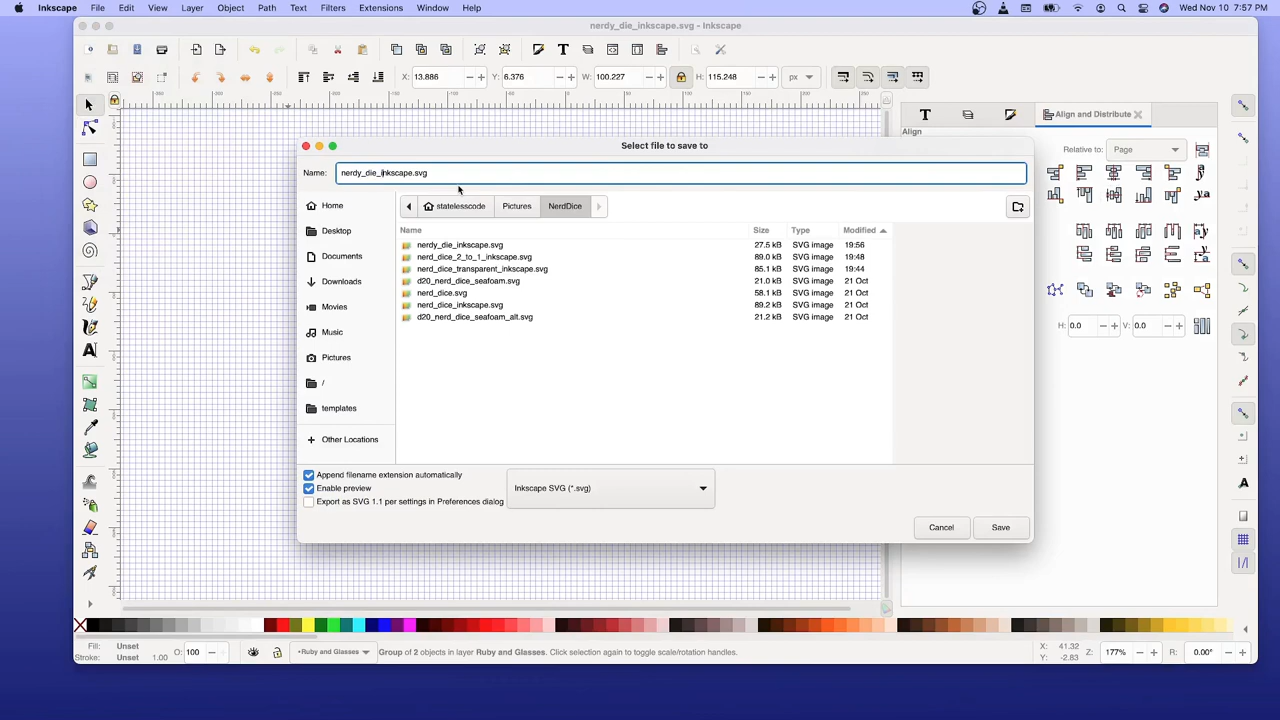 Inkscape File Edit View Layer Object Path Text Filters Extensions Window Help Wed Nov 10 7:57 PM
nerdy_die_inkscape.svg - Inkscape
X: 13.886 Y: 6.376 W: 100.227 H: 115.248 px
Align and Distribute
Align
Relative to: Page
Select file to save to
Name: nerdy_die_inkscape.svg
statelesscode Pictures NerdDice
Home
Desktop
Documents
Downloads
Movies
Music
Pictures
/
templates
Other Locations
Name Size Type Modified
nerdy_die_inkscape.svg 27.5 kB SVG image 19:56
nerd_dice_2_to_1_inkscape.svg 89.0 kB SVG image 19:48
nerd_dice_transparent_inkscape.svg 85.1 kB SVG image 19:44
d20_nerd_dice_seafoam.svg 21.0 kB SVG image 21 Oct
nerd_dice.svg 58.1 kB SVG image 21 Oct
nerd_dice_inkscape.svg 89.2 kB SVG image 21 Oct
d20_nerd_dice_seafoam_alt.svg 21.2 kB SVG image 21 Oct
H: 0.0 V: 0.0
Append filename extension automatically
Enable preview
Export as SVG 1.1 per settings in Preferences dialog
Inkscape SVG (*.svg)
Cancel Save
Fill: Unset
Stroke: Unset 1.00
O: 100
•Ruby and Glasses
Group of 2 objects in layer Ruby and Glasses. Click selection again to toggle scale/rotation handles.
X: 41.32
Y: -2.83
Z: 177%
R: 0.00°